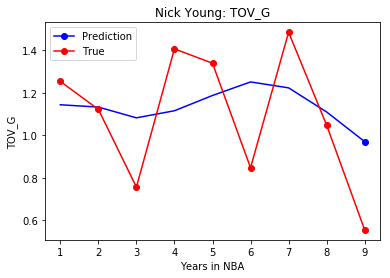 Nick Young: TOV_G
Prediction
True
TOV_G
1.4
1.2
1.0
0.8
0.6
1 2 3 4 5 6 7 8 9
Years in NBA